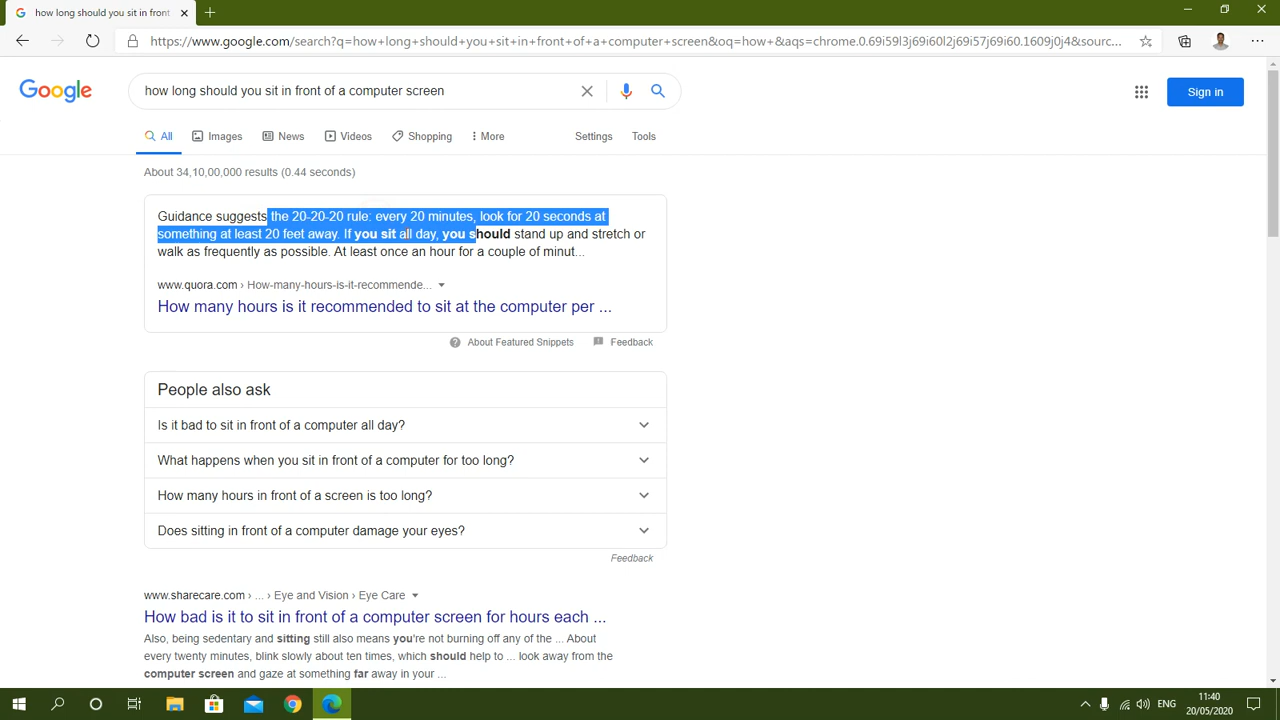 how long should you sit in front
https://www.google.com/search?q=how+long+should+you+sit+in+front+of+a+computer+screen&oq=how+&aqs=chrome.0.69i59l3j69i60l2j69i57j69i60.1609j0j4&sourc...
Google
how long should you sit in front of a computer screen
Sign in
All Images News Videos Shopping More Settings Tools
About 34,10,00,000 results (0.44 seconds)
Guidance suggests the 20-20-20 rule: every 20 minutes, look for 20 seconds at
something at least 20 feet away. If you sit all day, you should stand up and stretch or
walk as frequently as possible. At least once an hour for a couple of minut...
www.quora.com › How-many-hours-is-it-recommende...
How many hours is it recommended to sit at the computer per ...
About Featured Snippets Feedback
People also ask
Is it bad to sit in front of a computer all day?
What happens when you sit in front of a computer for too long?
How many hours in front of a screen is too long?
Does sitting in front of a computer damage your eyes?
Feedback
www.sharecare.com › ... › Eye and Vision › Eye Care
How bad is it to sit in front of a computer screen for hours each ...
Also, being sedentary and sitting still also means you're not burning off any of the ... About
every twenty minutes, blink slowly about ten times, which should help to ... look away from the
computer screen and gaze at something far away in your ...
ENG
11:40
20/05/2020